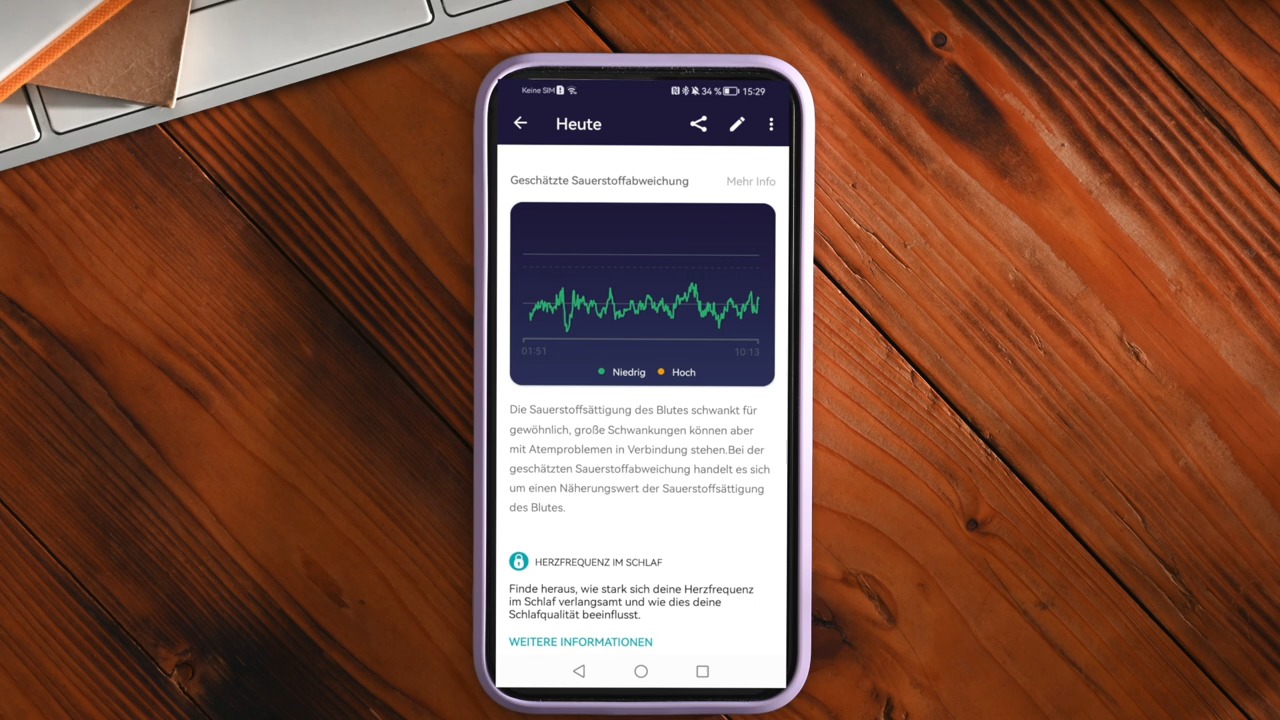 Keine SIM 34 % 15:29
Heute
Geschätzte Sauerstoffabweichung Mehr Info
01:51 10:13
Niedrig Hoch
Die Sauerstoffsättigung des Blutes schwankt für
gewöhnlich, große Schwankungen können aber
mit Atemproblemen in Verbindung stehen.Bei der
geschätzten Sauerstoffabweichung handelt es sich
um einen Näherungswert der Sauerstoffsättigung
des Blutes.
HERZFREQUENZ IM SCHLAF
Finde heraus, wie stark sich deine Herzfrequenz
im Schlaf verlangsamt und wie dies deine
Schlafqualität beeinflusst.
WEITERE INFORMATIONEN